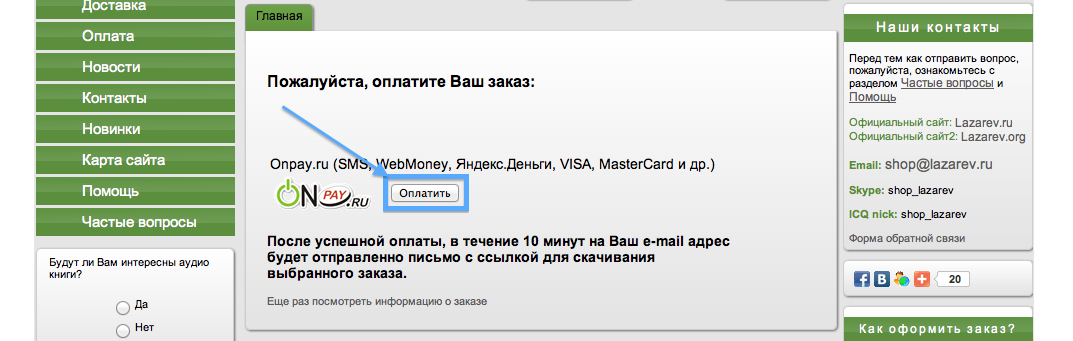 Доставка
Оплата
Новости
Контакты
Новинки
Карта сайта
Помощь
Частые вопросы
Будут ли Вам интересны аудио
книги?
Да
Нет
Главная
Пожалуйста, оплатите Ваш заказ:
Onpay.ru (SMS, WebMoney, Яндекс.Деньги, VISA, MasterCard и др.)
ON PAY.RU
Оплатить
После успешной оплаты, в течение 10 минут на Ваш e-mail адрес
будет отправленно письмо с ссылкой для скачивания
выбранного заказа.
Еще раз посмотреть информацию о заказе
Наши контакты
Перед тем как отправить вопрос,
пожалуйста, ознакомьтесь с
разделом Частые вопросы и
Помощь
Официальный сайт: Lazarev.ru
Официальный сайт2: Lazarev.org
Email: shop@lazarev.ru
Skype: shop_lazarev
ICQ nick: shop_lazarev
Форма обратной связи
20
Как оформить заказ?